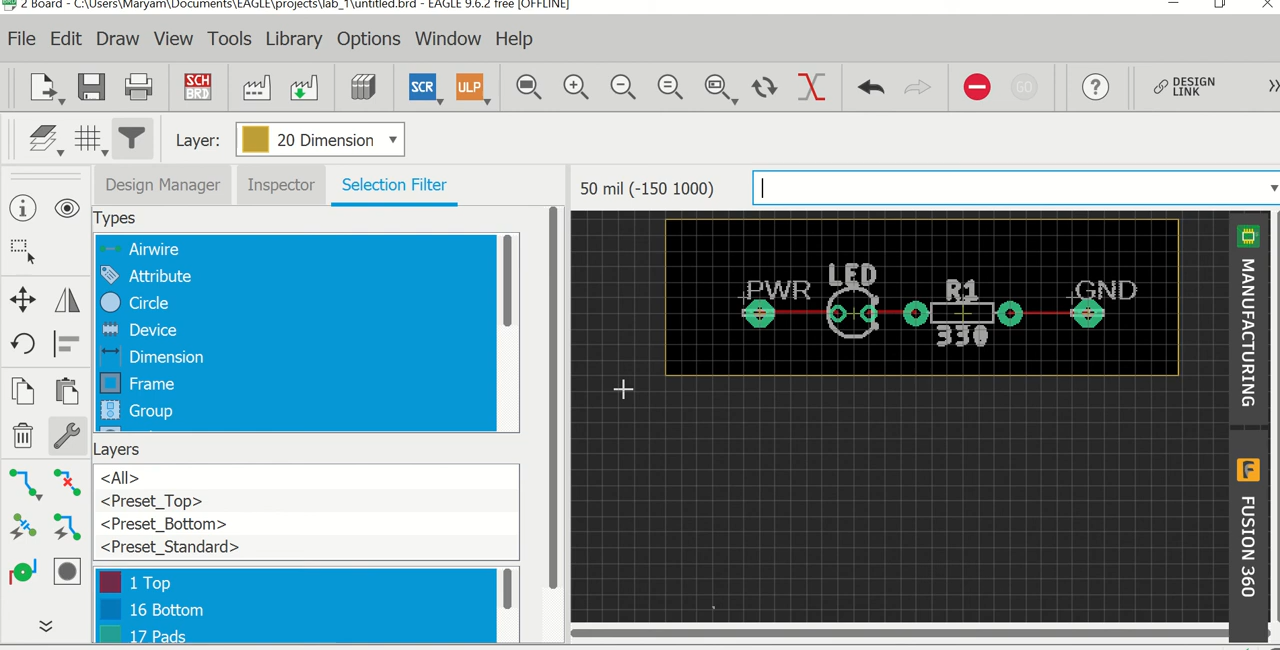 2 Board - C:\Users\Maryam\Documents\EAGLE\projects\lab_1\untitled.brd - EAGLE 9.6.2 free [OFFLINE]
File Edit Draw View Tools Library Options Window Help
SCH
BRD
SCR
ULP
GO
DESIGN
LINK
Layer: 20 Dimension
Design Manager Inspector Selection Filter
50 mil (-150 1000)
Types
Airwire
Attribute
Circle
Device
Dimension
Frame
Group
Layers
<All>
<Preset_Top>
<Preset_Bottom>
<Preset_Standard>
1 Top
16 Bottom
17 Pads
PWR
LED
R1
330
GND
MANUFACTURING
FUSION 360